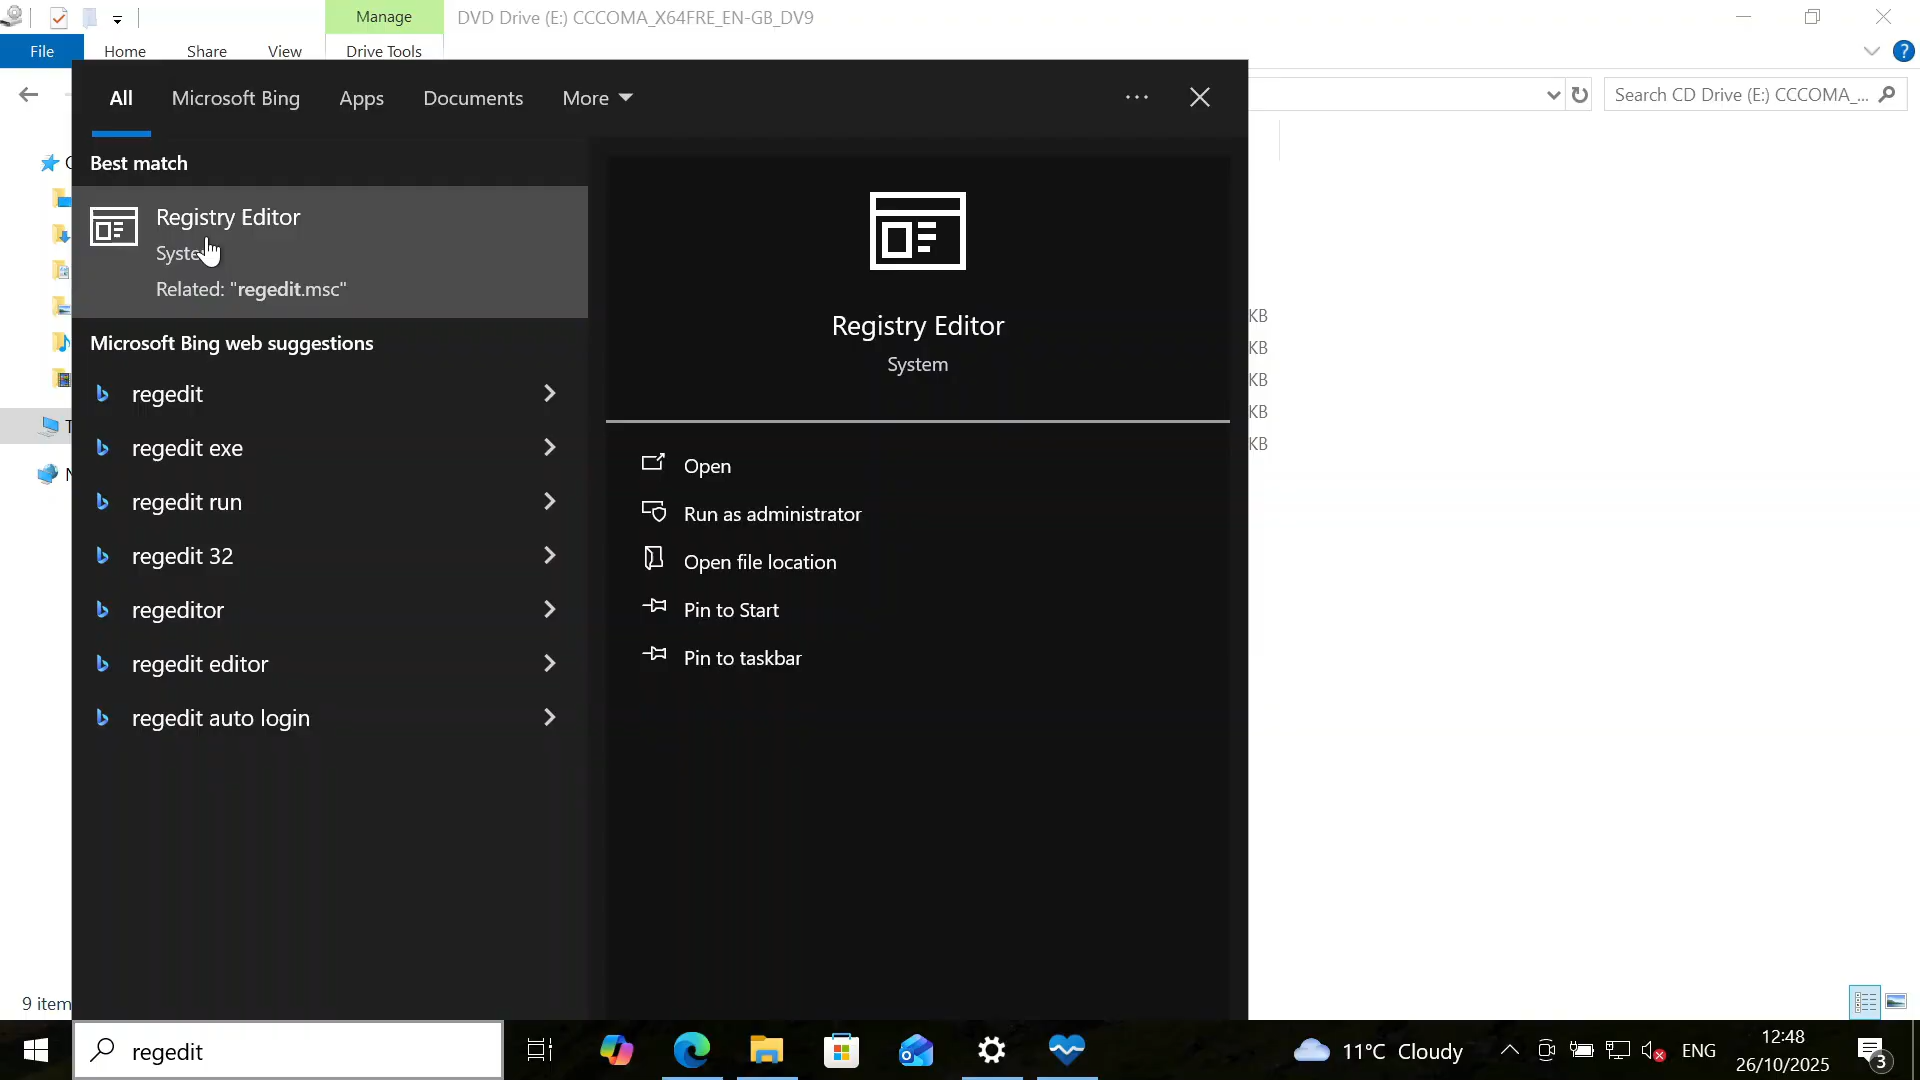 Manage
DVD Drive (E:) CCCOMA_X64FRE_EN-GB_DV9
File
Home
Share
View
Drive Tools
Search CD Drive (E:) CCCOMA_...
All
Microsoft Bing
Apps
Documents
More
Best match
Registry Editor
Related: "regedit.msc"
Microsoft Bing web suggestions
regedit
regedit exe
regedit run
regedit 32
regeditor
regedit editor
regedit auto login
Registry Editor
System
Open
Run as administrator
Open file location
Pin to Start
Pin to taskbar
KB
KB
KB
KB
KB
9 item
regedit
11°C Cloudy
ENG
12:48
26/10/2025
3